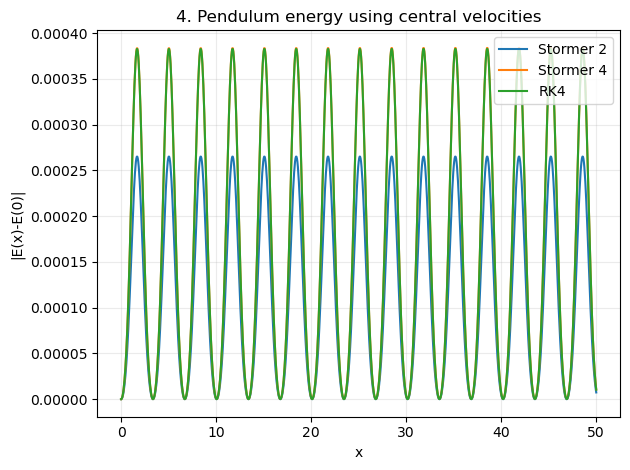 4. Pendulum energy using central velocities
|E(x)-E(0)|
0.00040
0.00035
0.00030
0.00025
0.00020
0.00015
0.00010
0.00005
0.00000
Stormer 2
Stormer 4
RK4
0 10 20 30 40 50
x